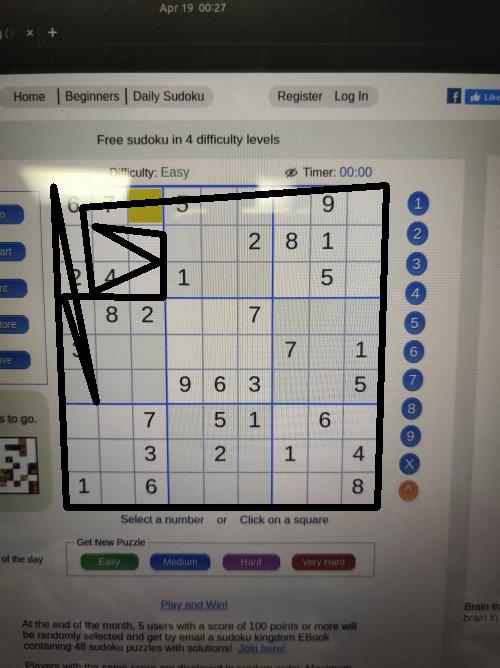 Apr 19 00:27
× +
Home | Beginners | Daily Sudoku Register Log In Like
Free sudoku in 4 difficulty levels
Difficulty: Easy Timer: 00:00
6 7 5 9 1
2 8 1 2
2 4 1 5 3
8 2 7 4
5
3 7 1 6
9 6 3 5 7
7 5 1 6 8
3 2 1 4 9
X
1 6 8 ^
s to go.
Select a number or Click on a square
Get New Puzzle
Easy Medium Hard Very Hard
of the day
Play and Win!
At the end of the month, 5 users with a score of 100 points or more will
be randomly selected and get by email a sudoku kingdom EBook
containing 48 sudoku puzzles with solutions! Join here!
Brain
brain in